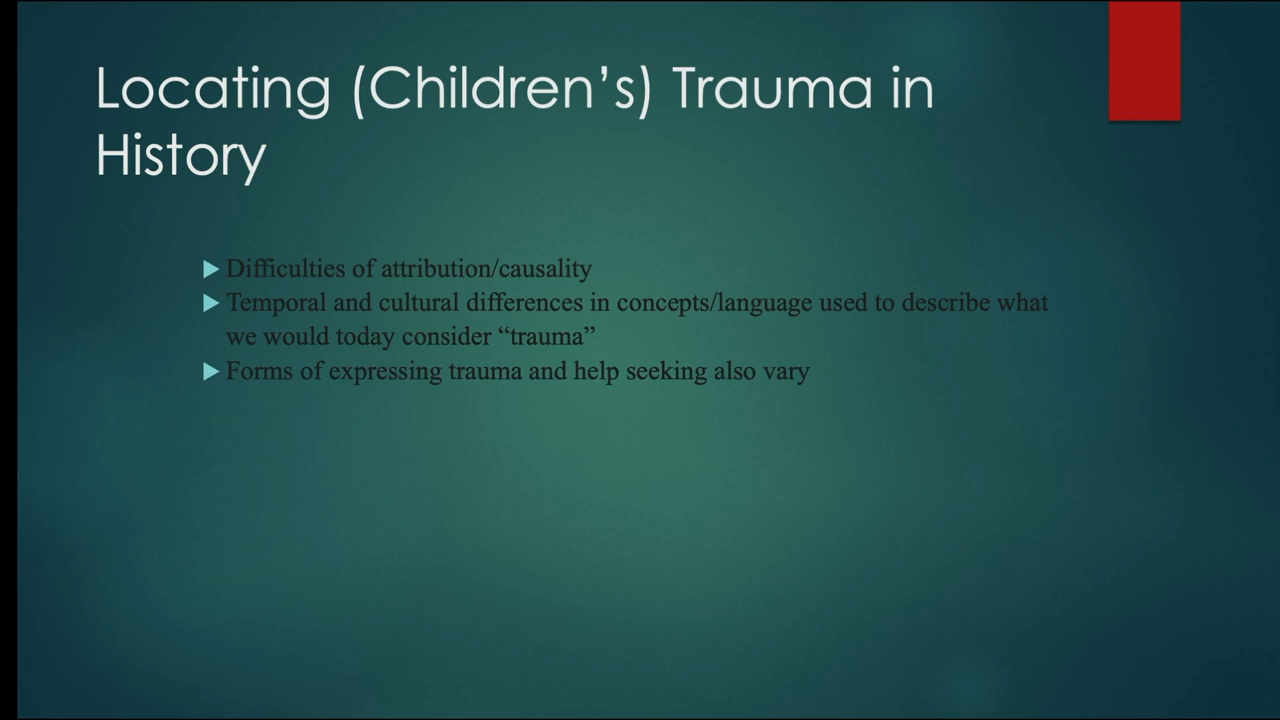 Locating (Children’s) Trauma in
History
Difficulties of attribution/causality
Temporal and cultural differences in concepts/language used to describe what
we would today consider “trauma”
Forms of expressing trauma and help seeking also vary